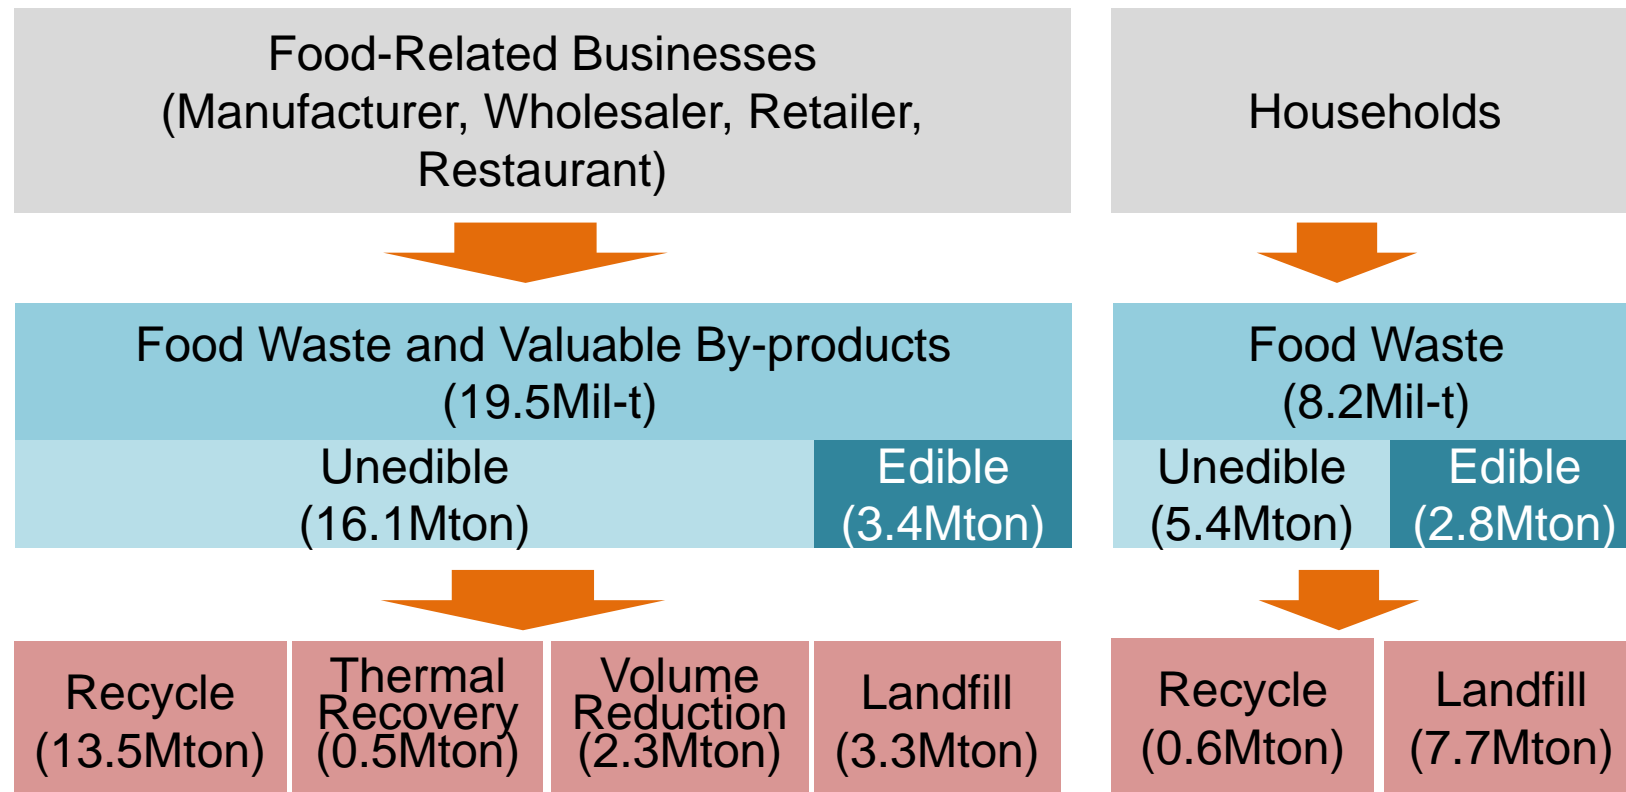 Food-Related Businesses
(Manufacturer, Wholesaler, Retailer,
Restaurant)
Households
Food Waste and Valuable By-products
(19.5Mil-t)
Food Waste
(8.2Mil-t)
Unedible
(16.1Mton)
Edible
(3.4Mton)
Unedible
(5.4Mton)
Edible
(2.8Mton)
Recycle
(13.5Mton)
Thermal
Recovery
(0.5Mton)
Volume
Reduction
(2.3Mton)
Landfill
(3.3Mton)
Recycle
(0.6Mton)
Landfill
(7.7Mton)